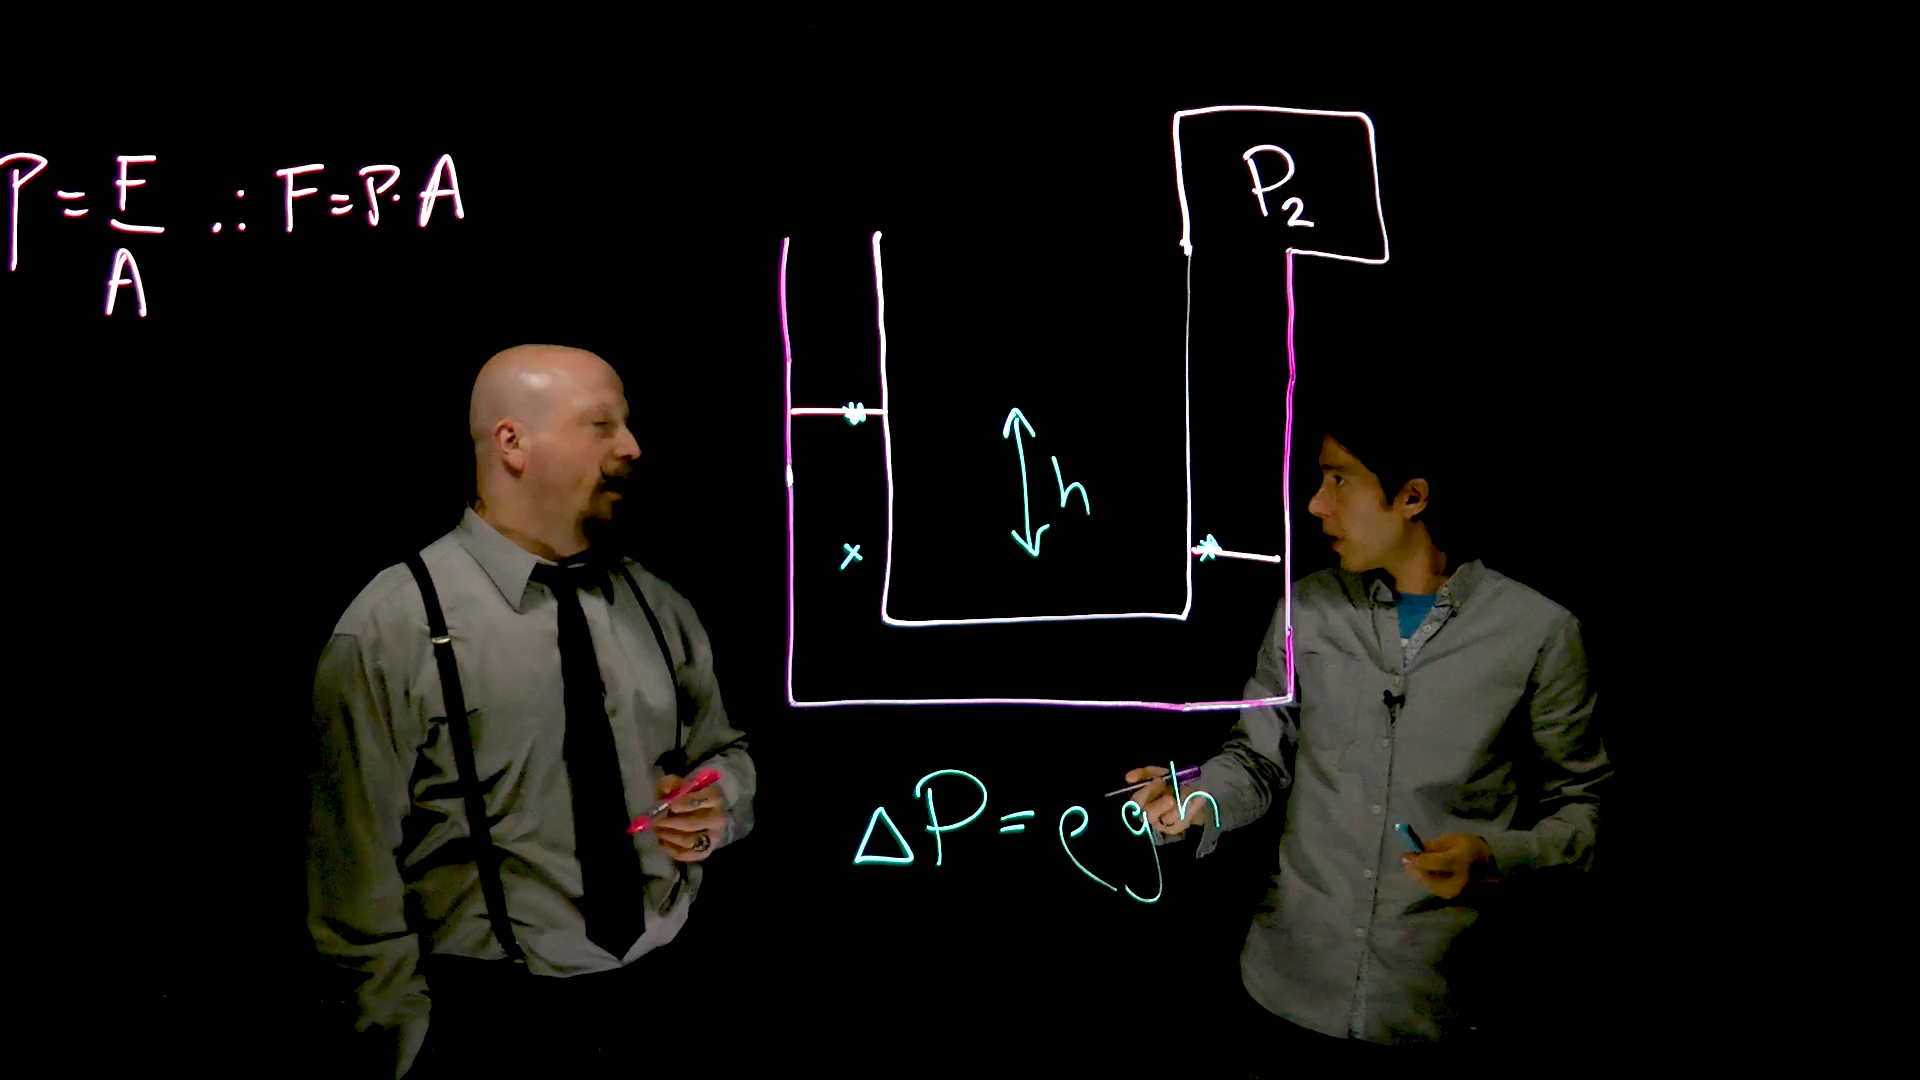 P = F/A ∴ F = P · A
P₂
h
ΔP = ρgh